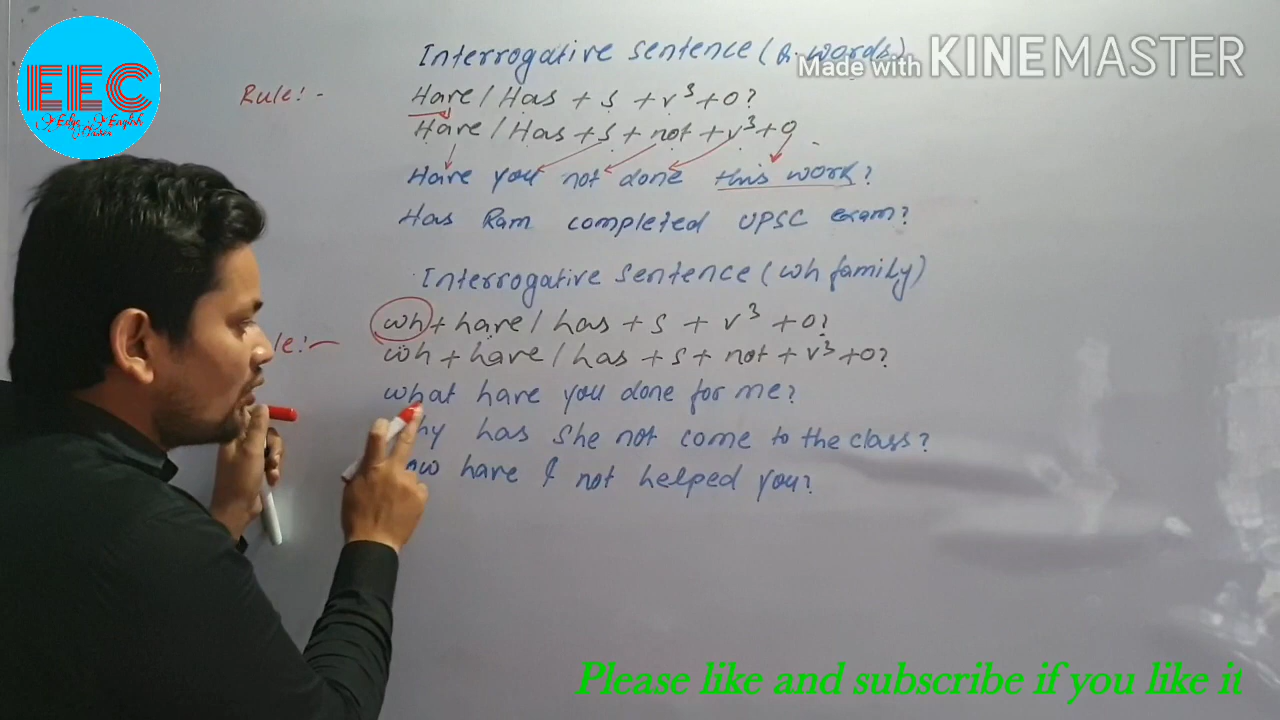 EEC
Interrogative sentence (
Made with KINEMASTER
Rule:-
Have / Has + S + v³ + O?
Have / Has + S + not + v³ + O
Have you not done this work?
Has Ram completed UPSC exam?
Interrogative sentence (wh family)
wh + have / has + S + v³ + O?
wh + have / has + S + not + v³ + O?
What have you done for me?
has she not come to the class?
have I not helped you?
Please like and subscribe if you like it